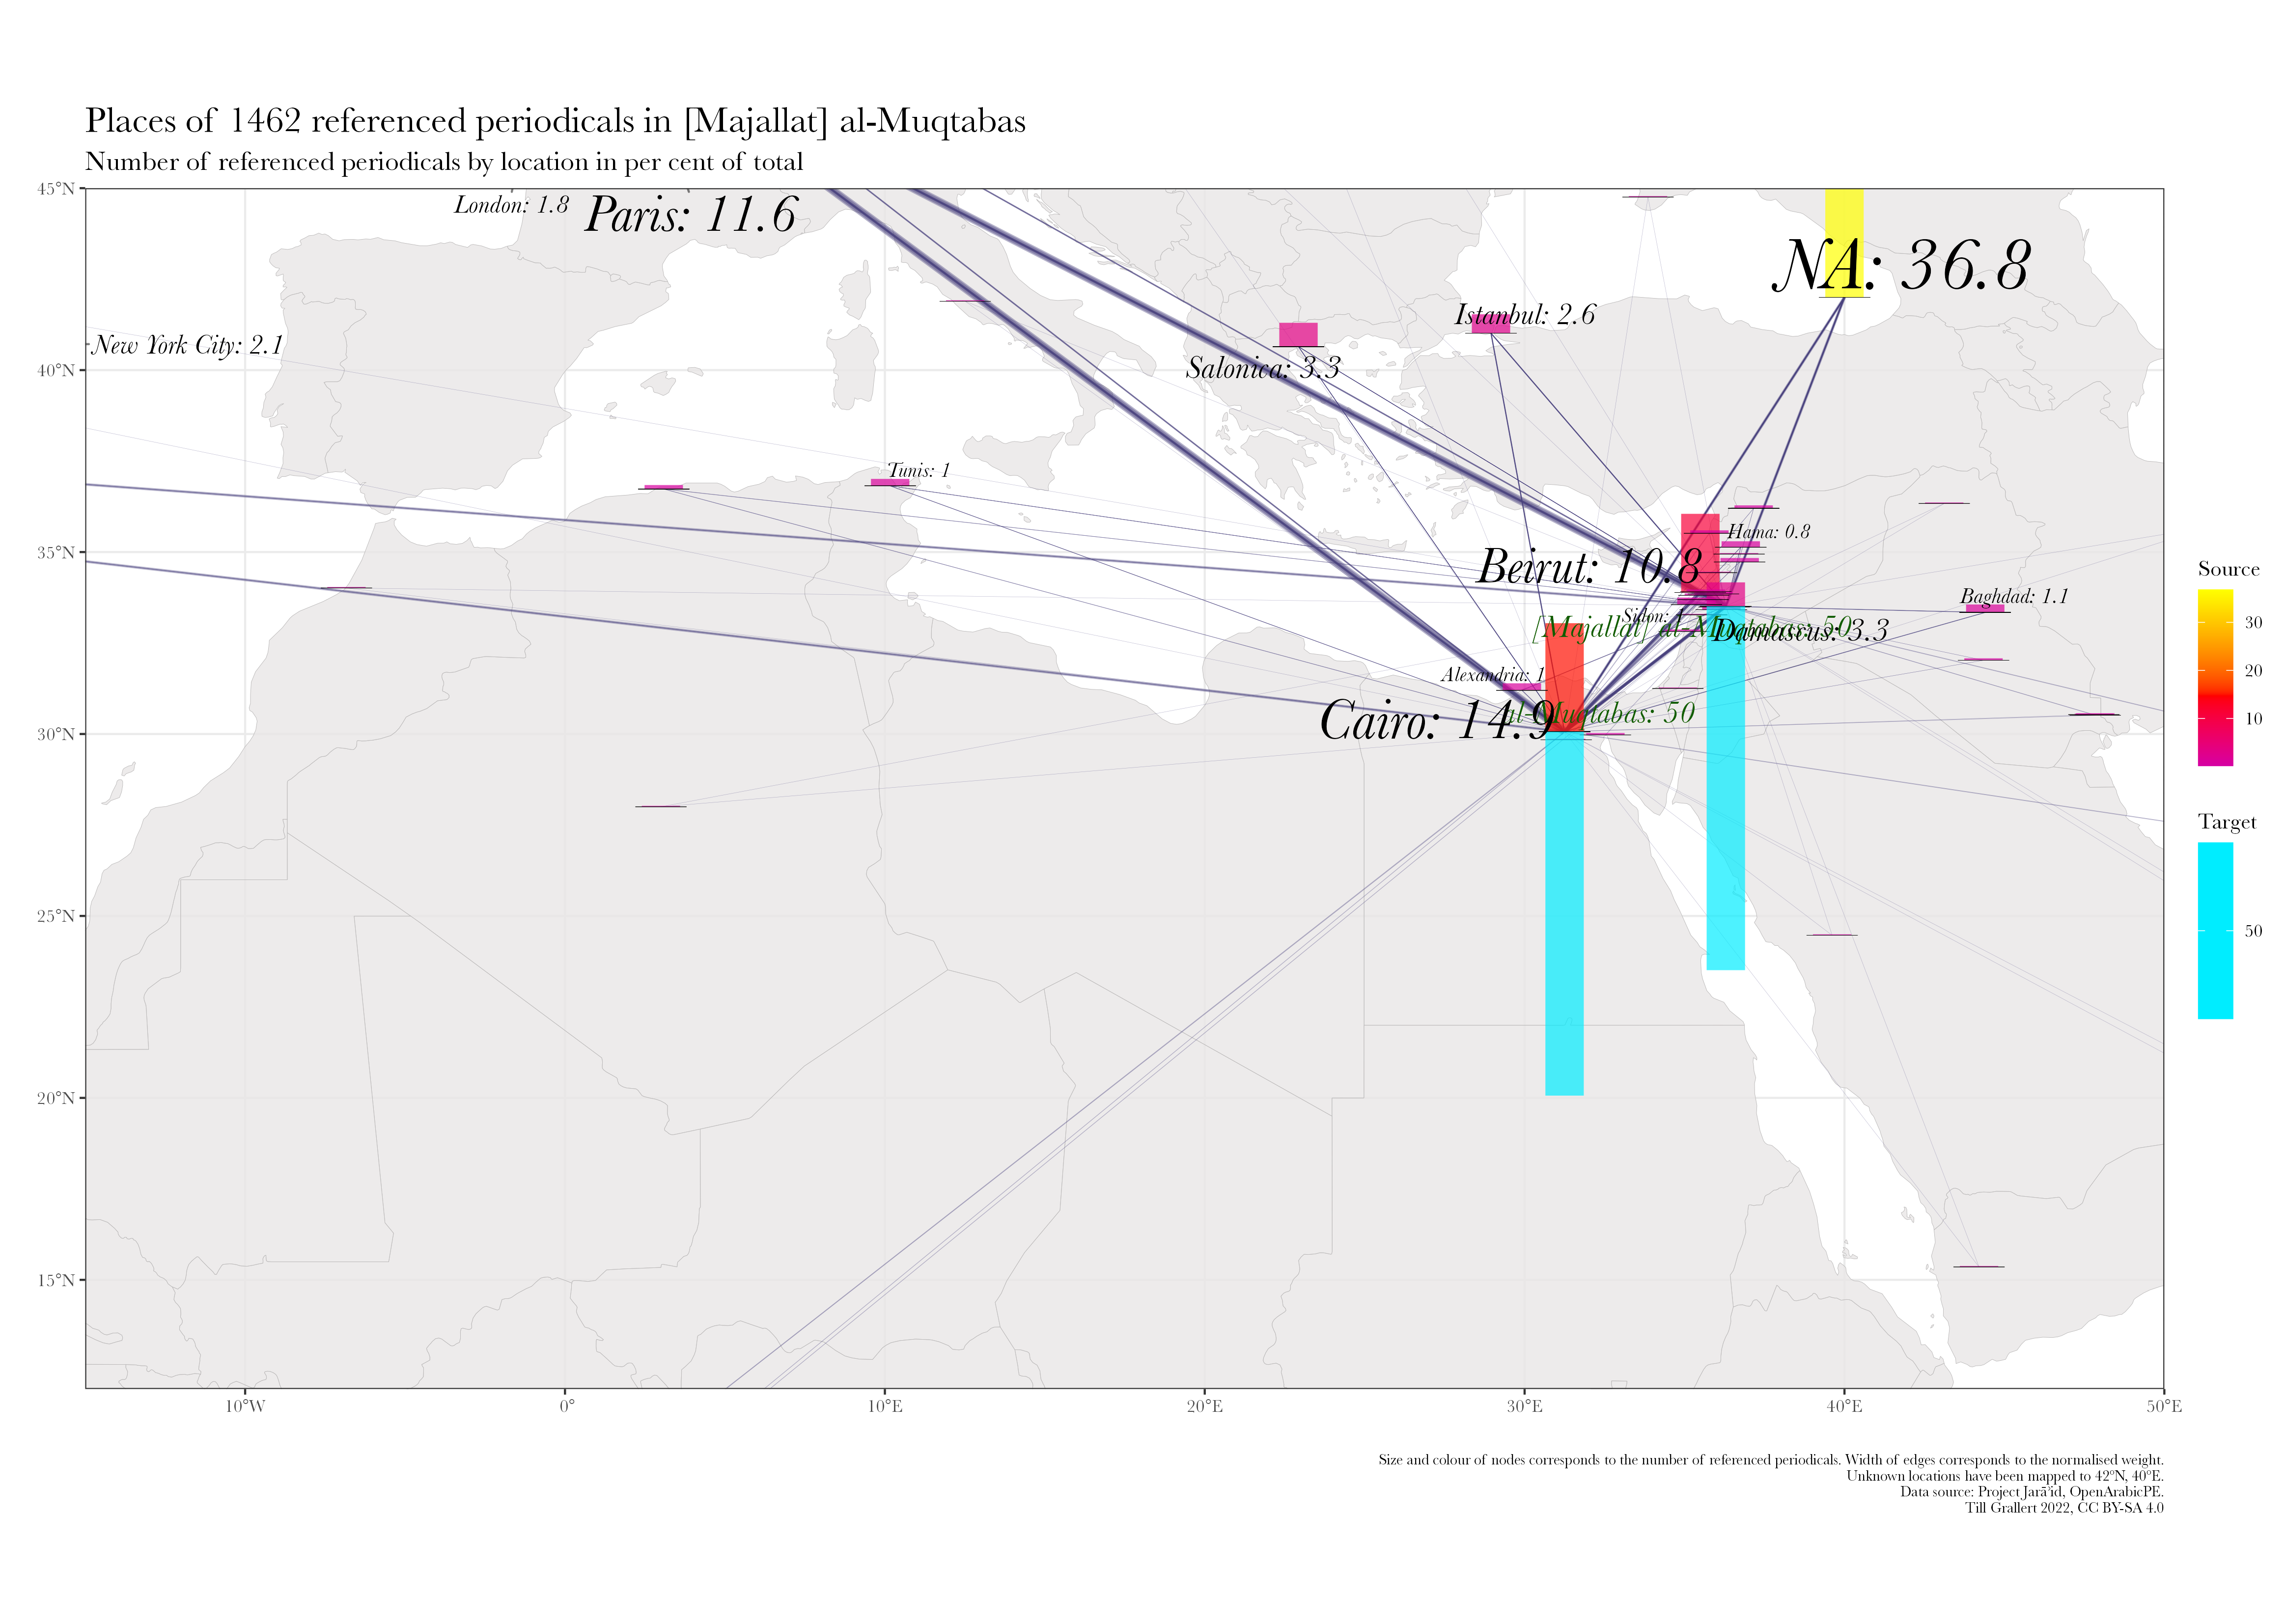 Places of 1462 referenced periodicals in [Majallat] al-Muqtabas
Number of referenced periodicals by location in per cent of total
45°N
40°N
35°N
30°N
25°N
20°N
15°N
London: 1.8
Paris: 11.6
NA: 36.8
Istanbul: 2.6
New York City: 2.1
Salonica: 3.3
Tunis: 1
Hama: 0.8
Beirut: 10.8
Baghdad: 1.1
Sidon: 1
[Majallat] al-Muqtabas: 50
Damascus: 3.3
Alexandria: 1
Cairo: 14.9
al-Muqtabas: 50
10°W
0°
10°E
20°E
30°E
40°E
50°E
Source
30
20
10
Target
50
Size and colour of nodes corresponds to the number of referenced periodicals. Width of edges corresponds to the normalised weight.
Unknown locations have been mapped to 42°N, 40°E.
Data source: Project Jarāʾid, OpenArabicPE.
Till Grallert 2022, CC BY-SA 4.0